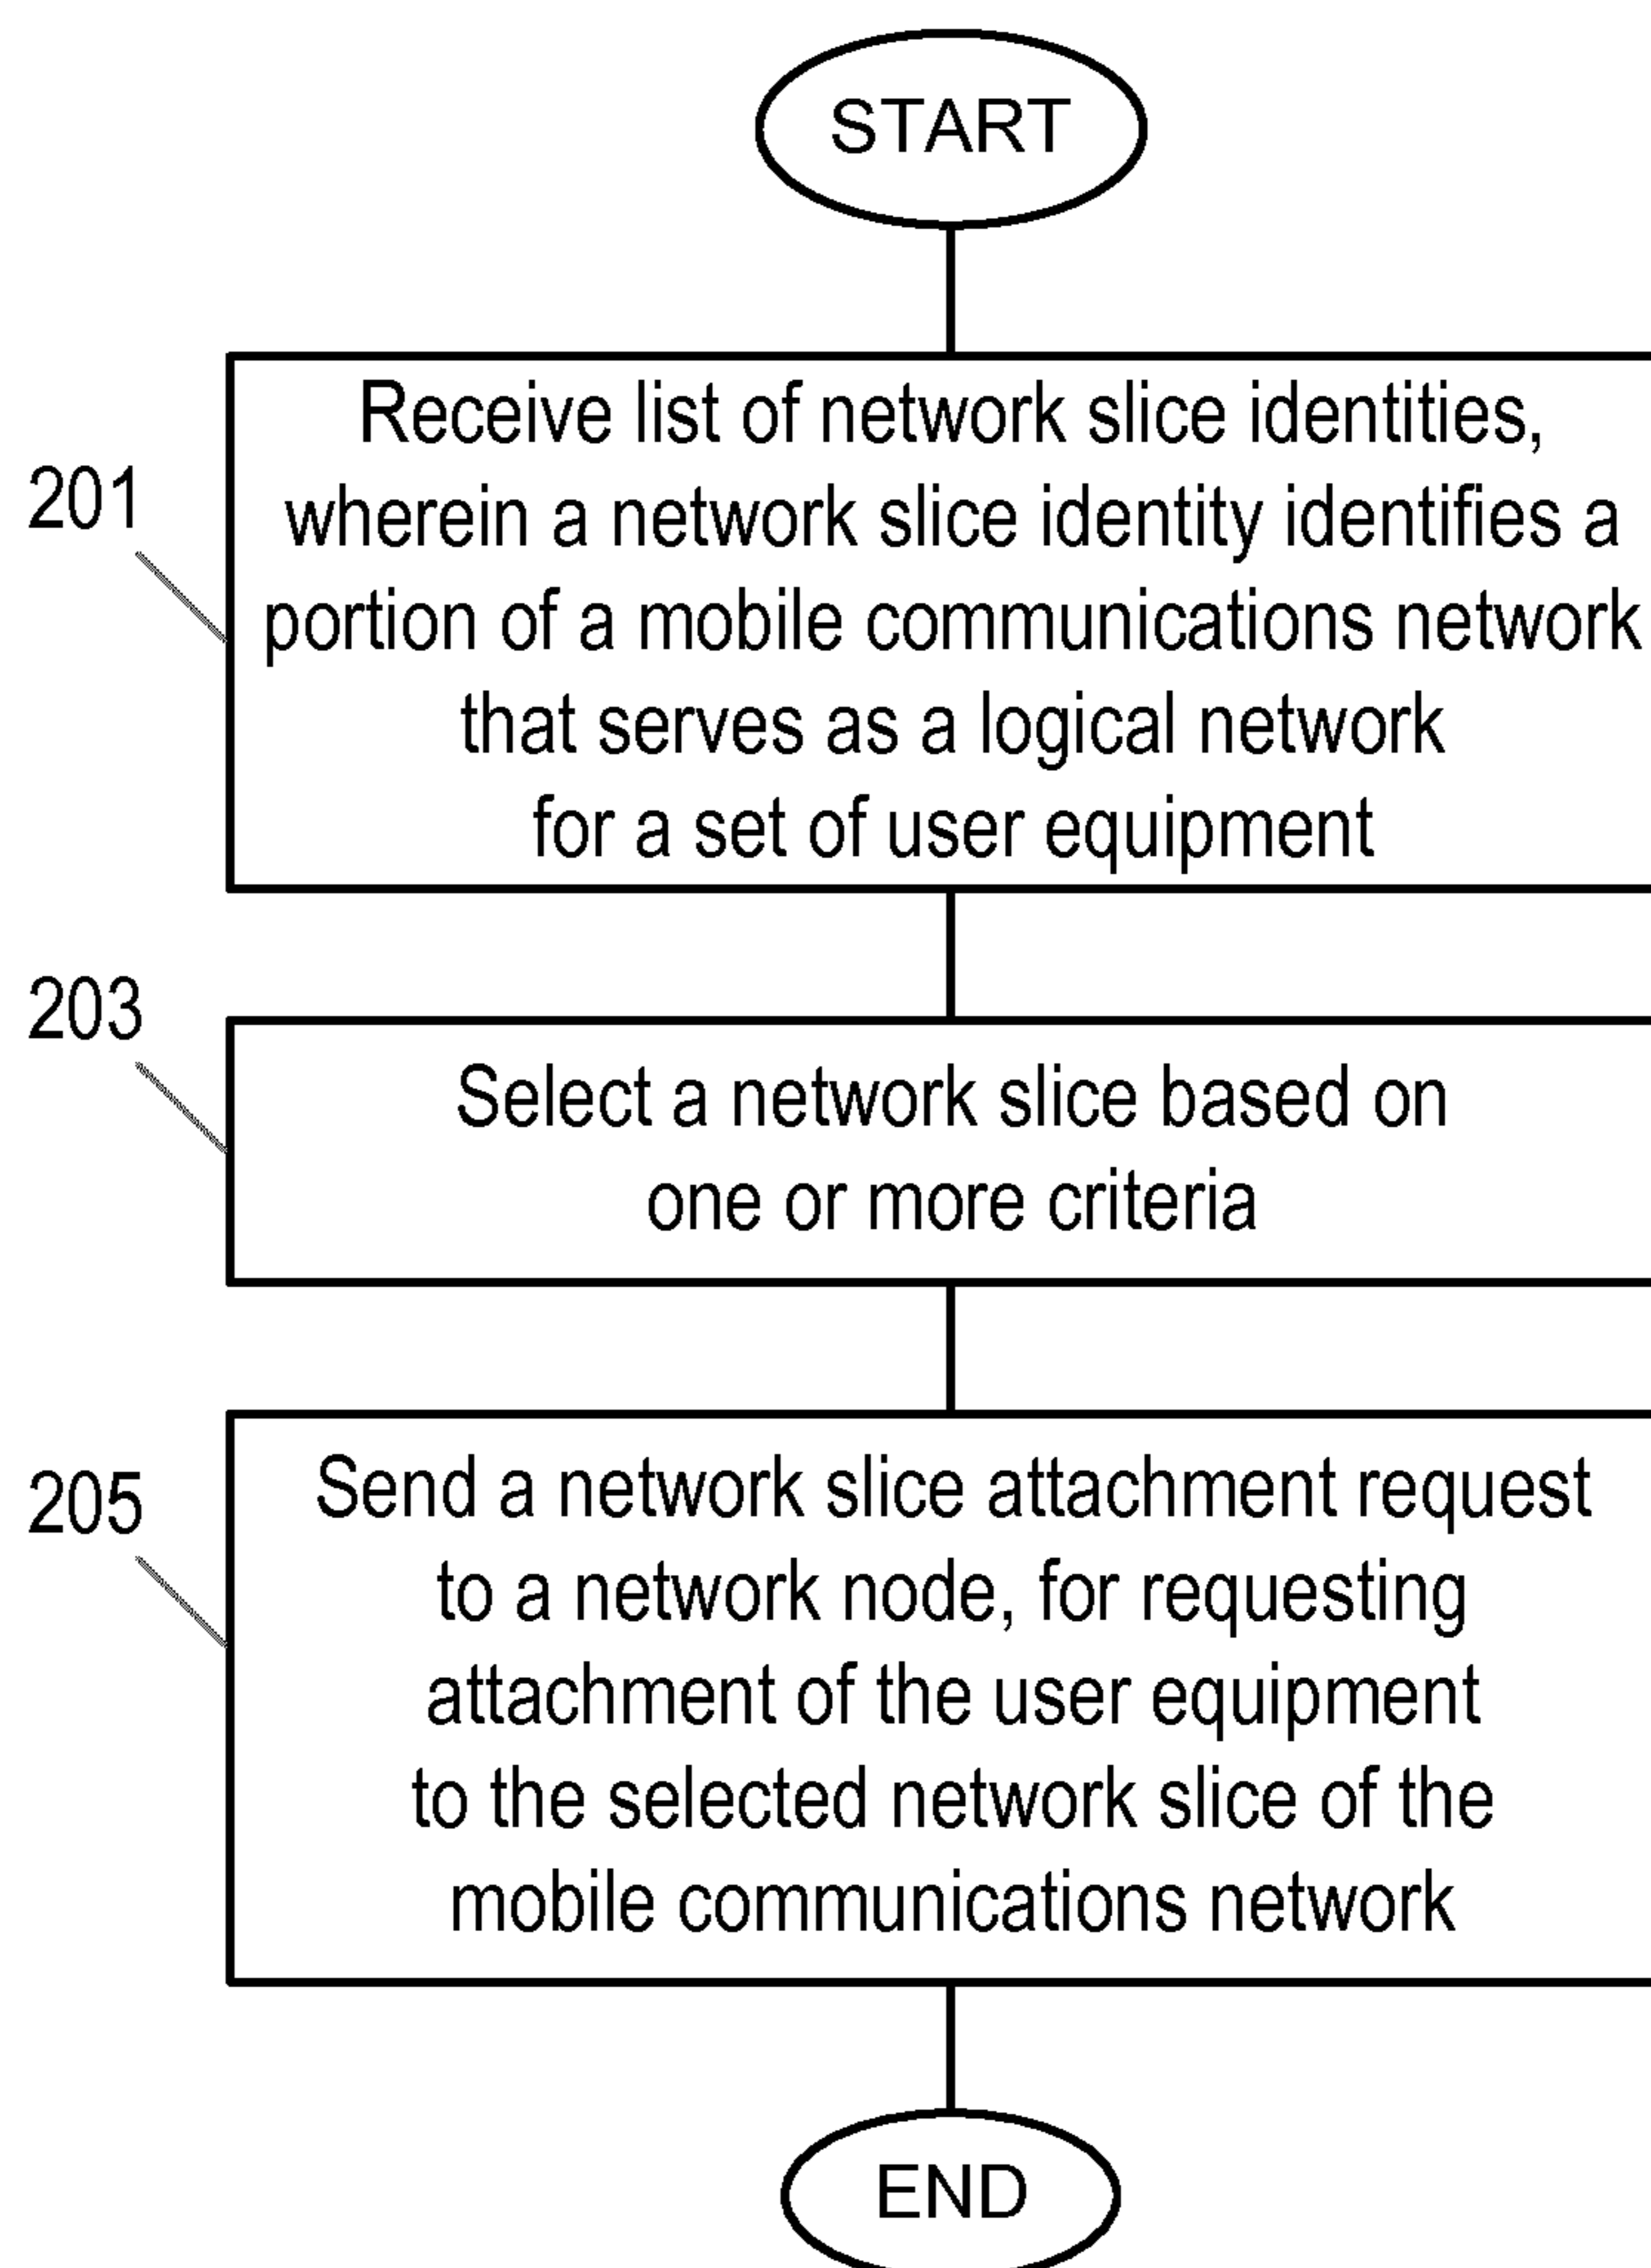 START
201
Receive list of network slice identities,
wherein a network slice identity identifies a
portion of a mobile communications network
that serves as a logical network
for a set of user equipment
203
Select a network slice based on
one or more criteria
205
Send a network slice attachment request
to a network node, for requesting
attachment of the user equipment
to the selected network slice of the
mobile communications network
END